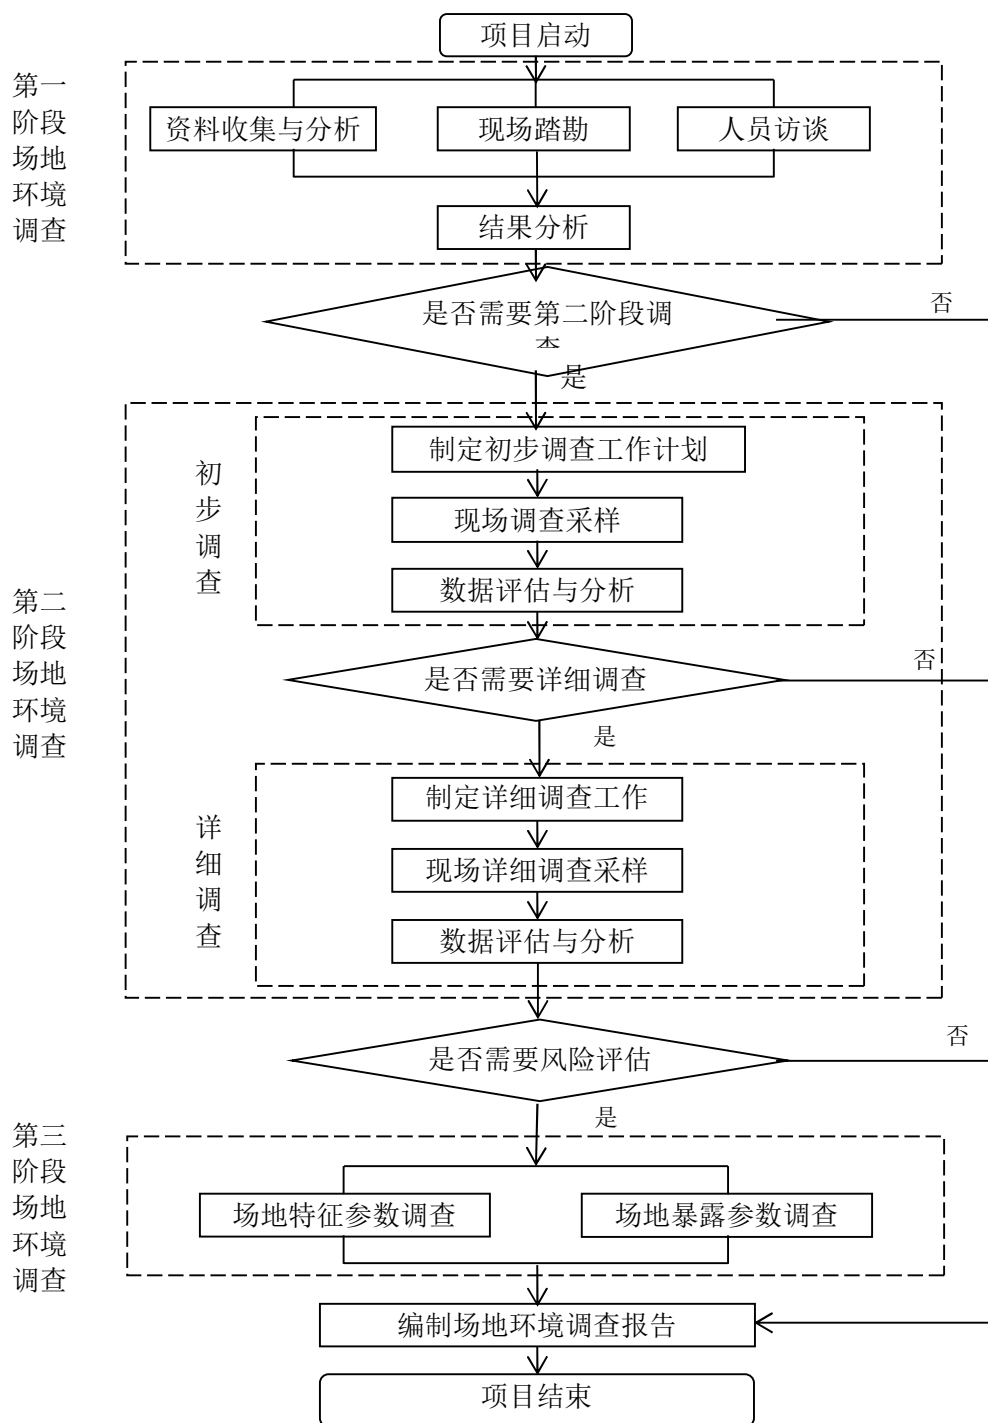 项目启动
第一
阶段
场地
环境
调查
资料收集与分析
现场踏勘
人员访谈
结果分析
是否需要第二阶段调
查
否
是
初
步
调
查
制定初步调查工作计划
现场调查采样
数据评估与分析
第二
阶段
场地
环境
调查
是否需要详细调查
否
是
详
细
调
查
制定详细调查工作
现场详细调查采样
数据评估与分析
是否需要风险评估
否
是
第三
阶段
场地
环境
调查
场地特征参数调查
场地暴露参数调查
编制场地环境调查报告
项目结束